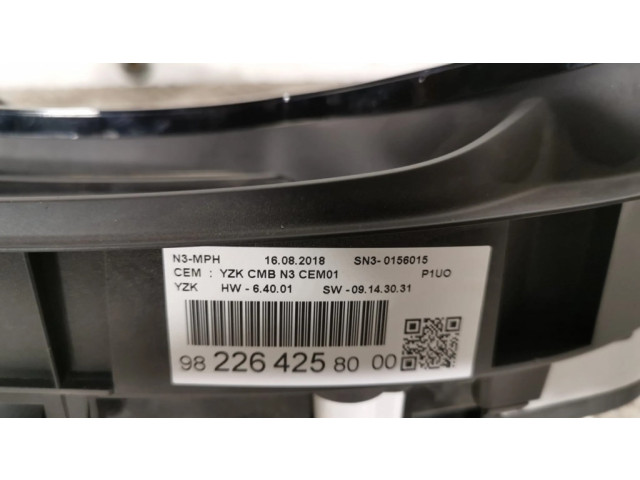 N3-MPH 16.08.2018 SN3- 0156015
CEM : YZK CMB N3 CEM01 P1UO
YZK HW - 6.40.01 SW - 09.14.30.31
98 226 425 80 00